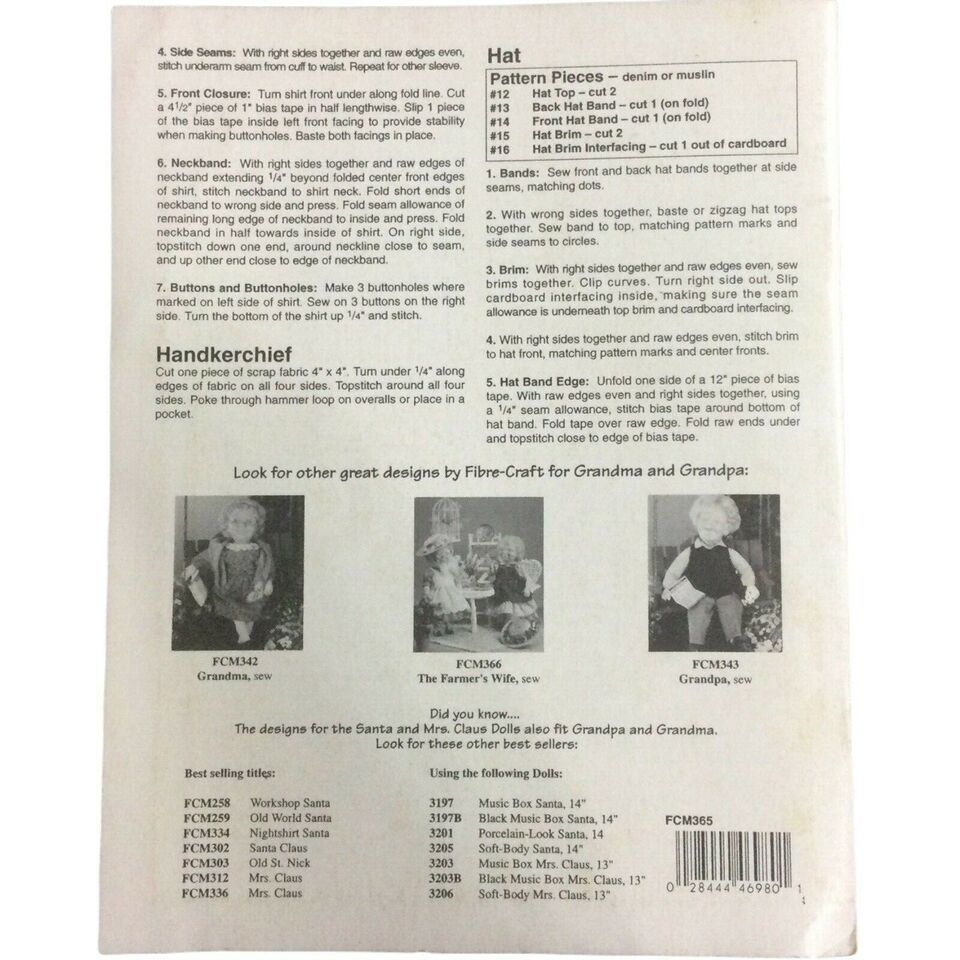 4. Side Seams: With right sides together and raw edges even,
stitch underarm seam from cuff to waist. Repeat for other sleeve.
5. Front Closure: Turn shirt front under along fold line. Cut
a 4 1/2" piece of 1" bias tape in half lengthwise. Slip 1 piece
of the bias tape inside left front facing to provide stability
when making buttonholes. Baste both facings in place.
6. Neckband: With right sides together and raw edges of
neckband extending 1/4" beyond folded center front edges
of shirt, stitch neckband to shirt neck. Fold short ends of
neckband to wrong side and press. Fold seam allowance of
remaining long edge of neckband to inside and press. Fold
neckband in half towards inside of shirt. On right side,
topstitch down one end, around neckline close to seam,
and up other end close to edge of neckband.
7. Buttons and Buttonholes: Make 3 buttonholes where
marked on left side of shirt. Sew on 3 buttons on the right
side. Turn the bottom of the shirt up 1/4" and stitch.
Handkerchief
Cut one piece of scrap fabric 4" x 4". Turn under 1/4" along
edges of fabric on all four sides. Topstitch around all four
sides. Poke through hammer loop on overalls or place in a
pocket.
Hat
Pattern Pieces – denim or muslin
#12 Hat Top – cut 2
#13 Back Hat Band – cut 1 (on fold)
#14 Front Hat Band – cut 1 (on fold)
#15 Hat Brim – cut 2
#16 Hat Brim Interfacing – cut 1 out of cardboard
1. Bands: Sew front and back hat bands together at side
seams, matching dots.
2. With wrong sides together, baste or zigzag hat tops
together. Sew band to top, matching pattern marks and
side seams to circles.
3. Brim: With right sides together and raw edges even, sew
brims together. Clip curves. Turn right side out. Slip
cardboard interfacing inside, making sure the seam
allowance is underneath top brim and cardboard interfacing.
4. With right sides together and raw edges even, stitch brim
to hat front, matching pattern marks and center fronts.
5. Hat Band Edge: Unfold one side of a 12" piece of bias
tape. With raw edges even and right sides together, using
a 1/4" seam allowance, stitch bias tape around bottom of
hat band. Fold tape over raw edge. Fold raw ends under
and topstitch close to edge of bias tape.
Look for other great designs by Fibre-Craft for Grandma and Grandpa:
FCM342
Grandma, sew
FCM366
The Farmer's Wife, sew
FCM343
Grandpa, sew
Did you know....
The designs for the Santa and Mrs. Claus Dolls also fit Grandpa and Grandma.
Look for these other best sellers:
Best selling titles:
FCM258 Workshop Santa
FCM259 Old World Santa
FCM334 Nightshirt Santa
FCM302 Santa Claus
FCM303 Old St. Nick
FCM312 Mrs. Claus
FCM336 Mrs. Claus
Using the following Dolls:
3197 Music Box Santa, 14"
3197B Black Music Box Santa, 14"
3201 Porcelain-Look Santa, 14
3205 Soft-Body Santa, 14"
3203 Music Box Mrs. Claus, 13"
3203B Black Music Box Mrs. Claus, 13"
3206 Soft-Body Mrs. Claus, 13"
FCM365
0 28444 46980 1